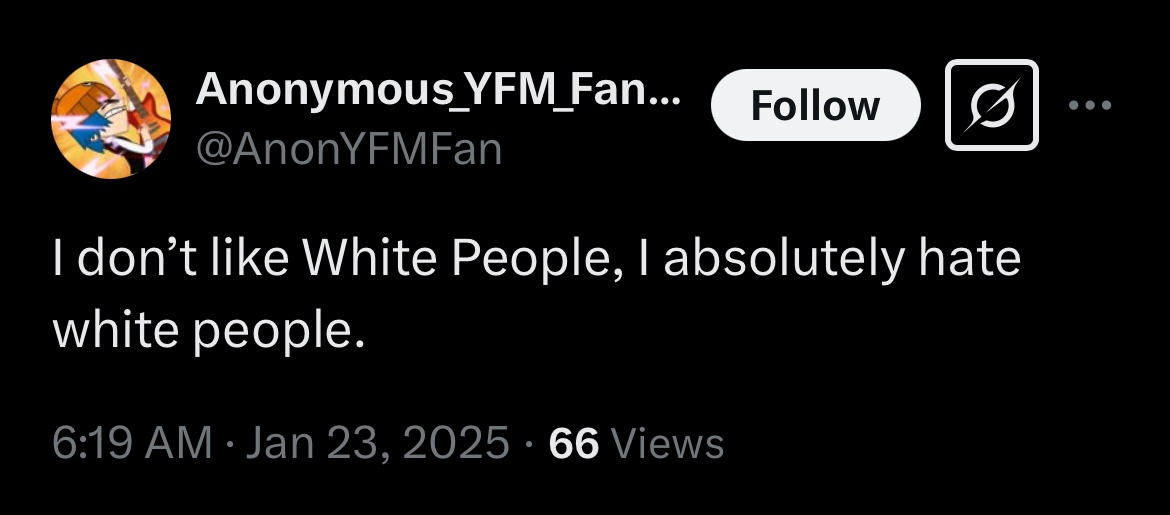 Anonymous_YFM_Fan...
Follow
@AnonYFMFan
I don’t like White People, I absolutely hate
white people.
6:19 AM · Jan 23, 2025 · 66 Views